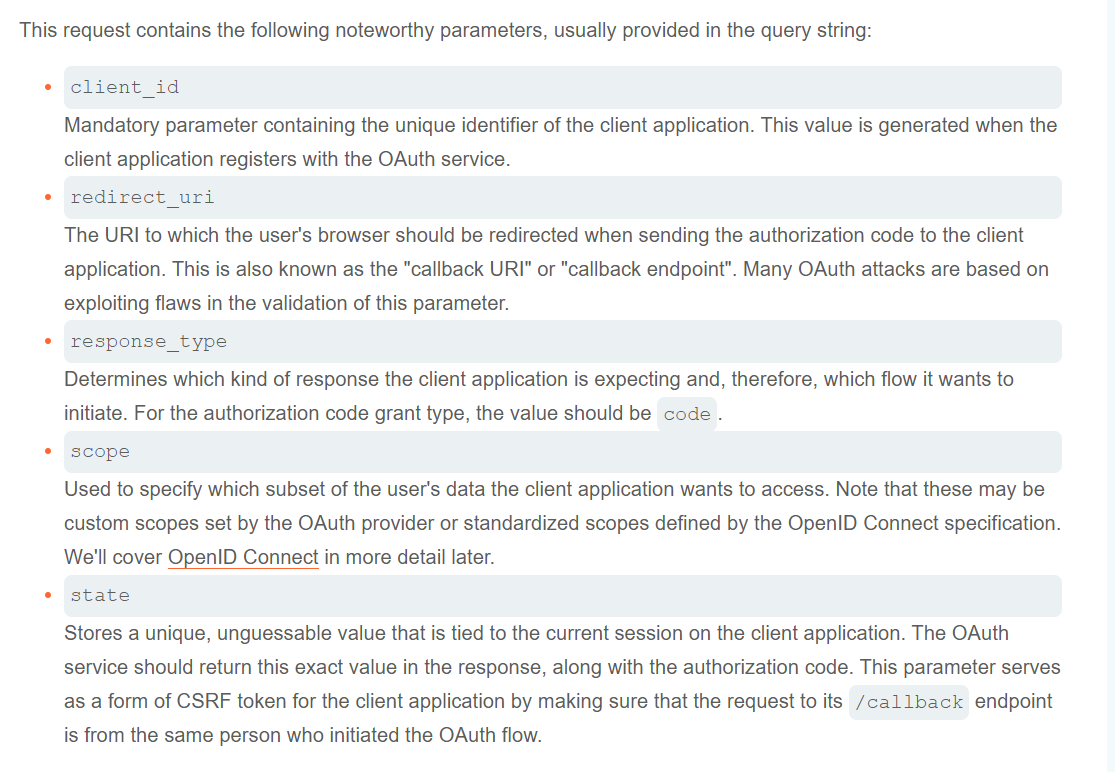 This request contains the following noteworthy parameters, usually provided in the query string:
client_id
Mandatory parameter containing the unique identifier of the client application. This value is generated when the
client application registers with the OAuth service.
redirect_uri
The URI to which the user's browser should be redirected when sending the authorization code to the client
application. This is also known as the "callback URI" or "callback endpoint". Many OAuth attacks are based on
exploiting flaws in the validation of this parameter.
response_type
Determines which kind of response the client application is expecting and, therefore, which flow it wants to
initiate. For the authorization code grant type, the value should be code.
scope
Used to specify which subset of the user's data the client application wants to access. Note that these may be
custom scopes set by the OAuth provider or standardized scopes defined by the OpenID Connect specification.
We'll cover OpenID Connect in more detail later.
state
Stores a unique, unguessable value that is tied to the current session on the client application. The OAuth
service should return this exact value in the response, along with the authorization code. This parameter serves
as a form of CSRF token for the client application by making sure that the request to its /callback endpoint
is from the same person who initiated the OAuth flow.